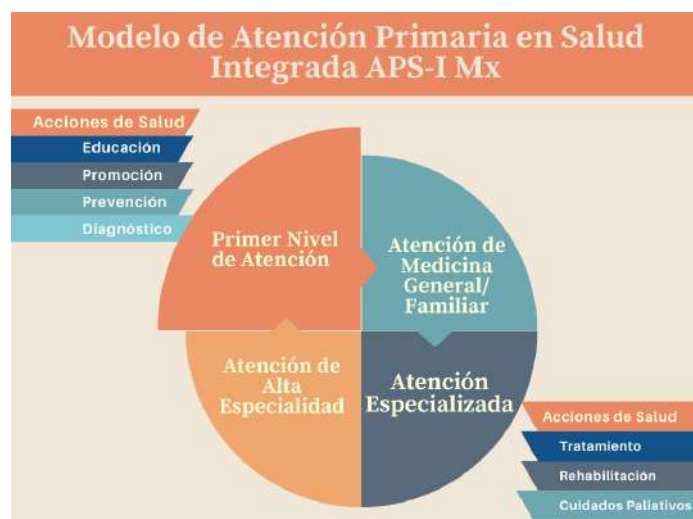 Modelo de Atención Primaria en Salud
Integrada APS-I Mx
Acciones de Salud
Educación
Promoción
Prevención
Diagnóstico
Primer Nivel
de Atención
Atención de
Medicina
General/
Familiar
Atención de
Alta
Especialidad
Atención
Especializada
Acciones de Salud
Tratamiento
Rehabilitación
Cuidados Paliativos